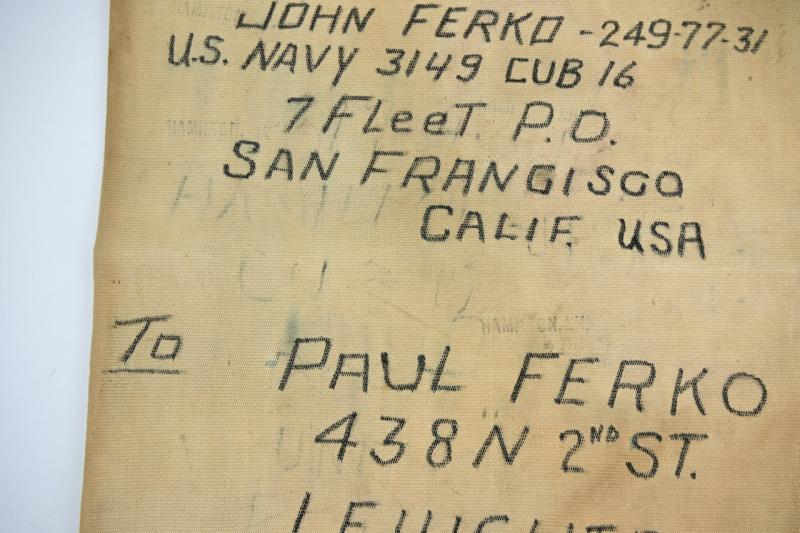 JOHN FERKO - 249-77-31
U.S. NAVY 3149 CUB 16
7 FLeeT. P.O.
SAN FRANGISGO
CALIF. USA
To
PAUL FERKO
438 N 2ND ST.